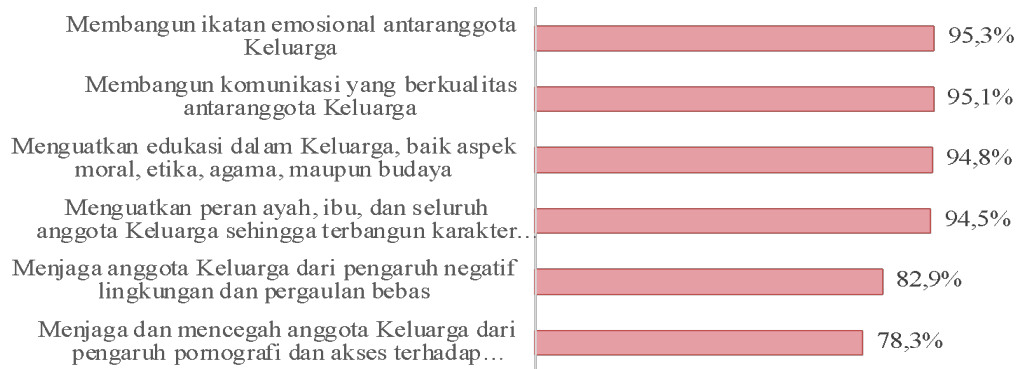 Membangun ikatan emosional antaranggota
Keluarga
95,3%
Membangun komunikasi yang berkualitas
antaranggota Keluarga
95,1%
Menguatkan edukasi dalam Keluarga, baik aspek
moral, etika, agama, maupun budaya
94,8%
Menguatkan peran ayah, ibu, dan seluruh
anggota Keluarga sehingga terbangun karakter…
94,5%
Menjaga anggota Keluarga dari pengaruh negatif
lingkungan dan pergaulan bebas
82,9%
Menjaga dan mencegah anggota Keluarga dari
pengaruh pornografi dan akses terhadap…
78,3%